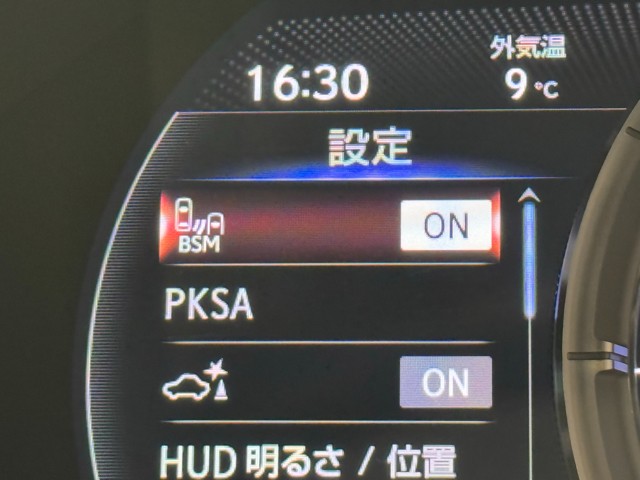 外気温
16:30
9℃
設定
BSM ON
PKSA
ON
HUD 明るさ / 位置